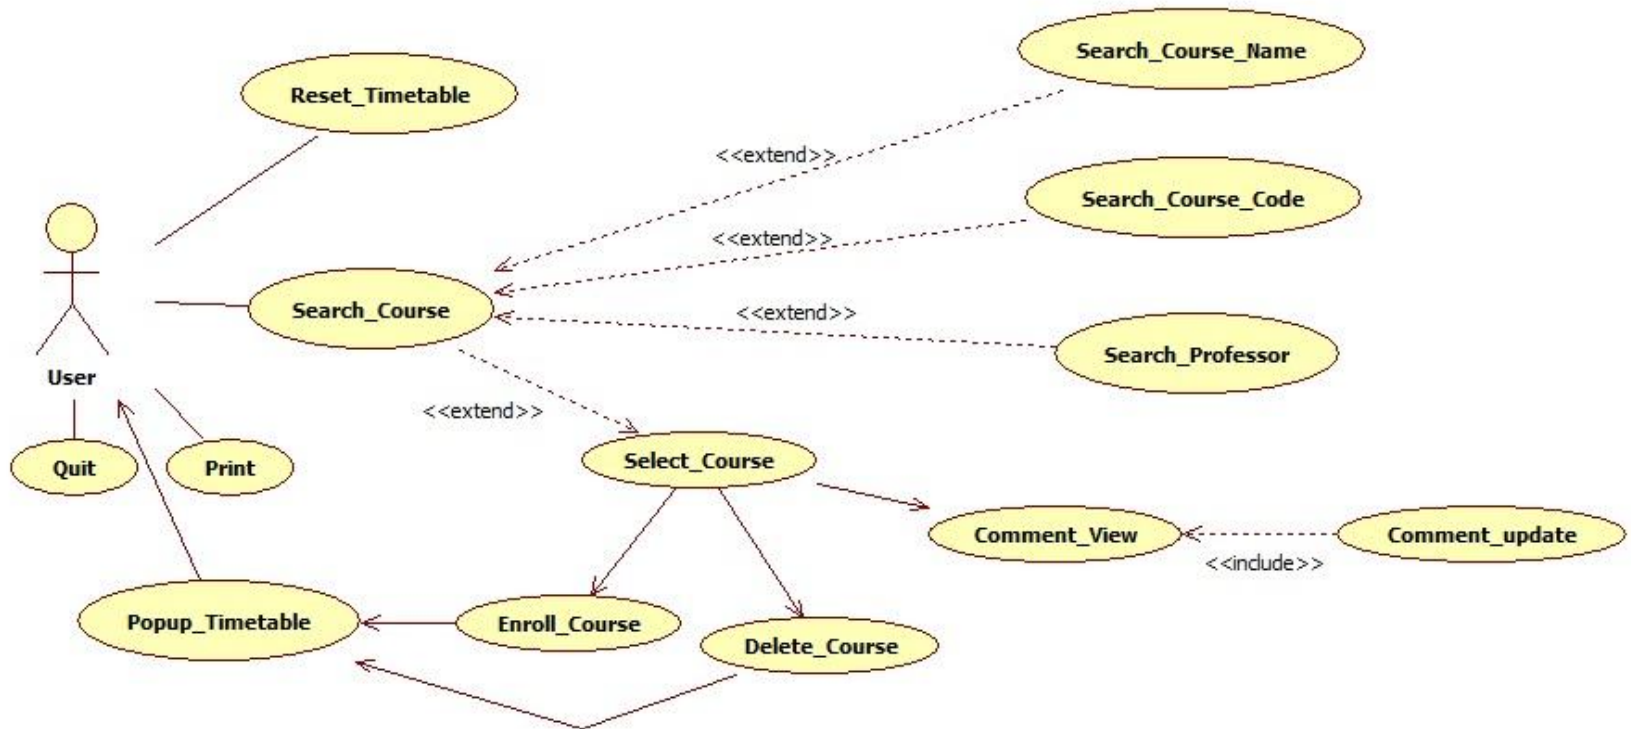 Search_Course_Name
Reset_Timetable
<<extend>>
Search_Course_Code
<<extend>>
Search_Course
<<extend>>
Search_Professor
User
<<extend>>
Quit
Print
Select_Course
Comment_View
Comment_update
<<include>>
Popup_Timetable
Enroll_Course
Delete_Course